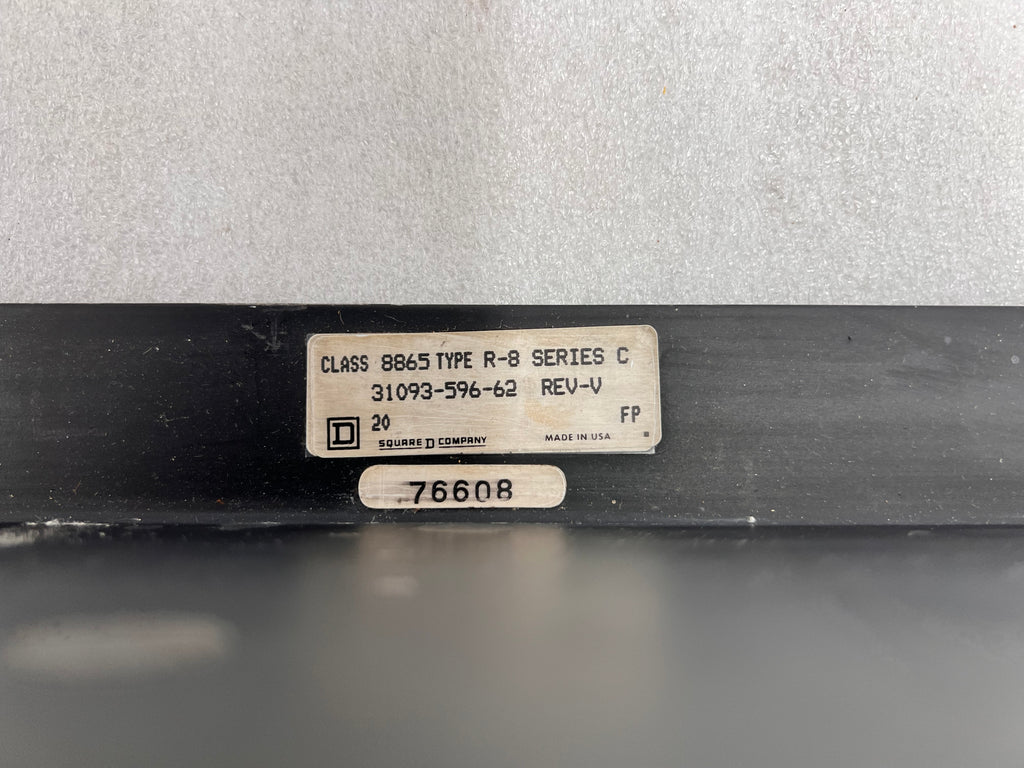 CLASS 8865 TYPE R-8 SERIES C
31093-596-62 REV-V
20 FP
D SQUARE D COMPANY MADE IN USA
76608